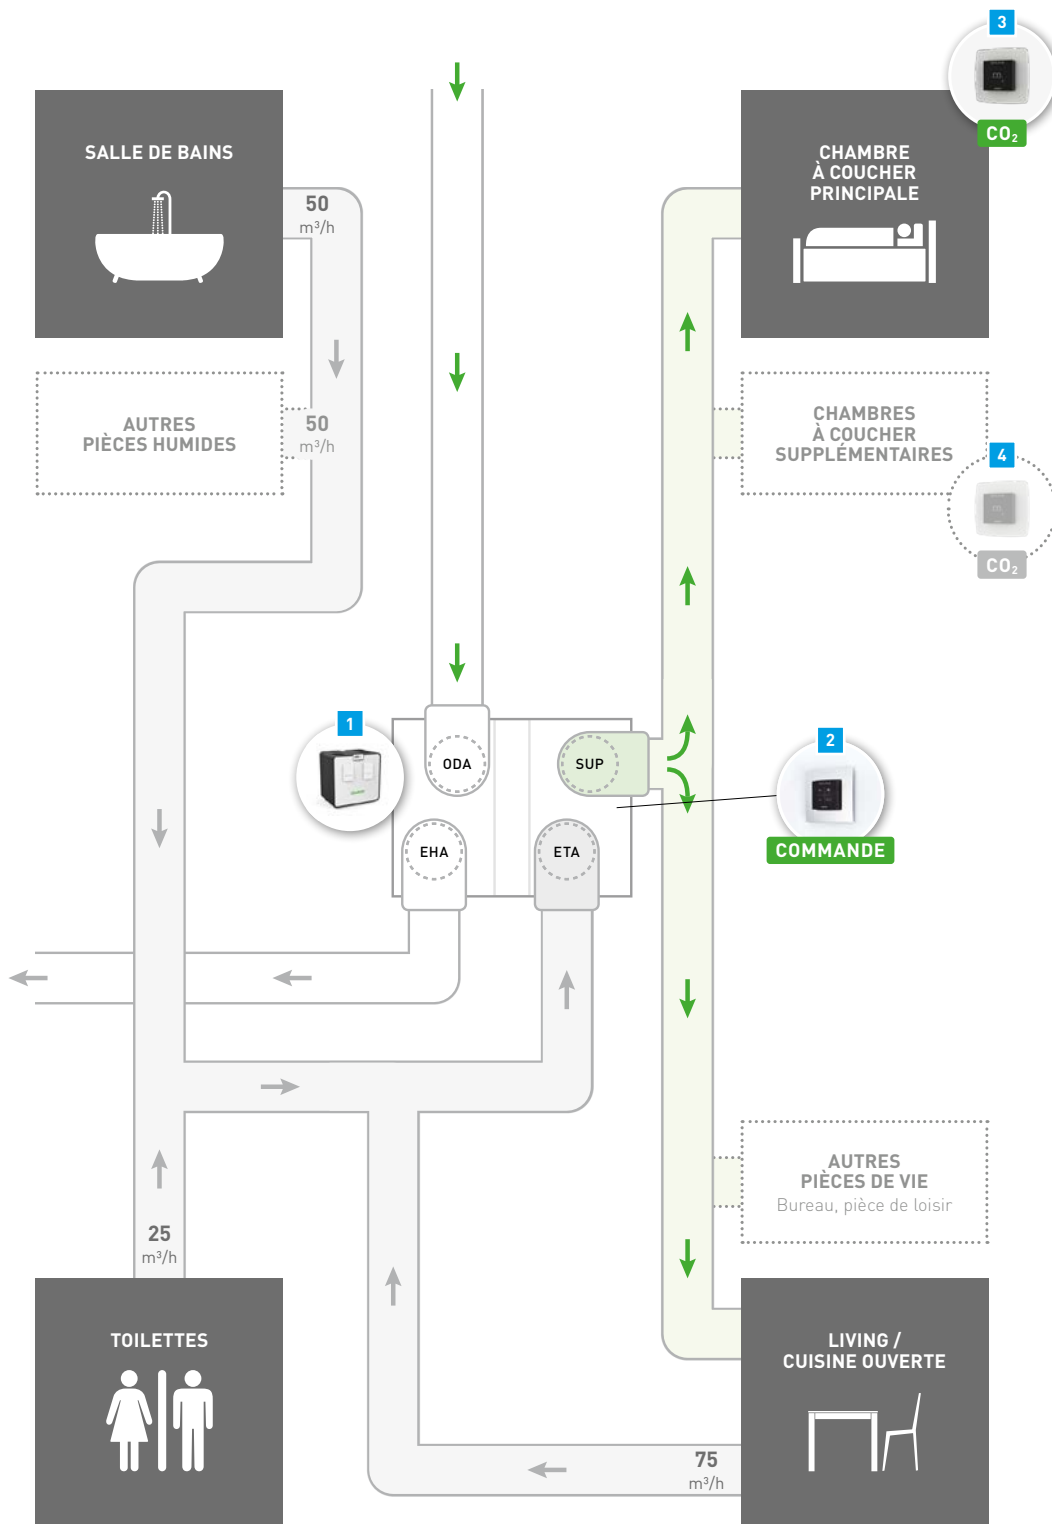 3
CO₂
SALLE DE BAINS
50
m³/h
CHAMBRE
À COUCHER
PRINCIPALE
AUTRES
PIÈCES HUMIDES
50
m³/h
CHAMBRES
À COUCHER
SUPPLÉMENTAIRES
4
CO₂
1
ODA
SUP
2
COMMANDE
EHA
ETA
AUTRES
PIÈCES DE VIE
Bureau, pièce de loisir
25
m³/h
TOILETTES
LIVING /
CUISINE OUVERTE
75
m³/h